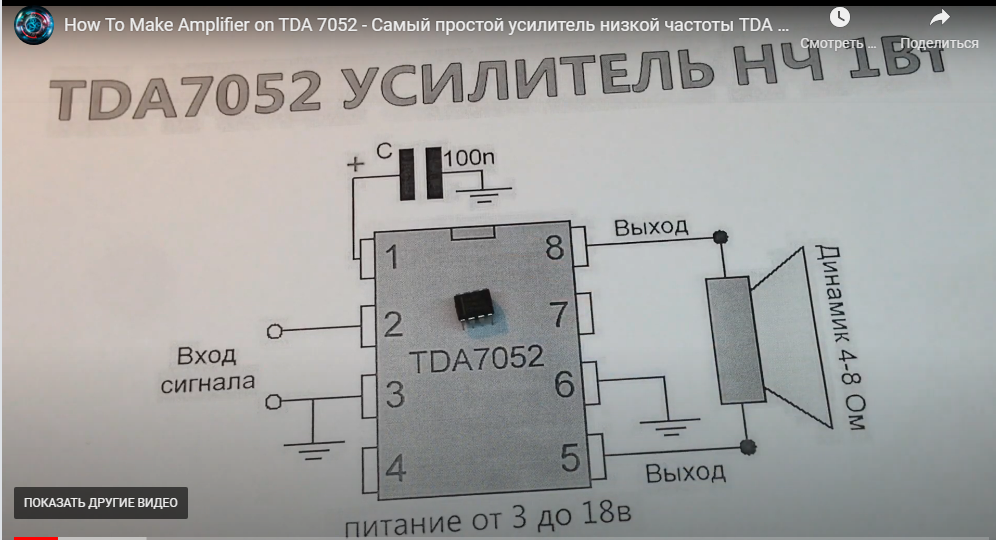 How To Make Amplifier on TDA 7052 - Самый простой усилитель низкой частоты TDA ...
Смотреть ...
Поделиться
TDA7052 УСИЛИТЕЛЬ НЧ 1Вт
+ C 100n
1
8
Выход
2
7
Вход
сигнала
TDA7052
3
6
4
5
Выход
Динамик 4-8 Ом
ПОКАЗАТЬ ДРУГИЕ ВИДЕО
питание от 3 до 18в